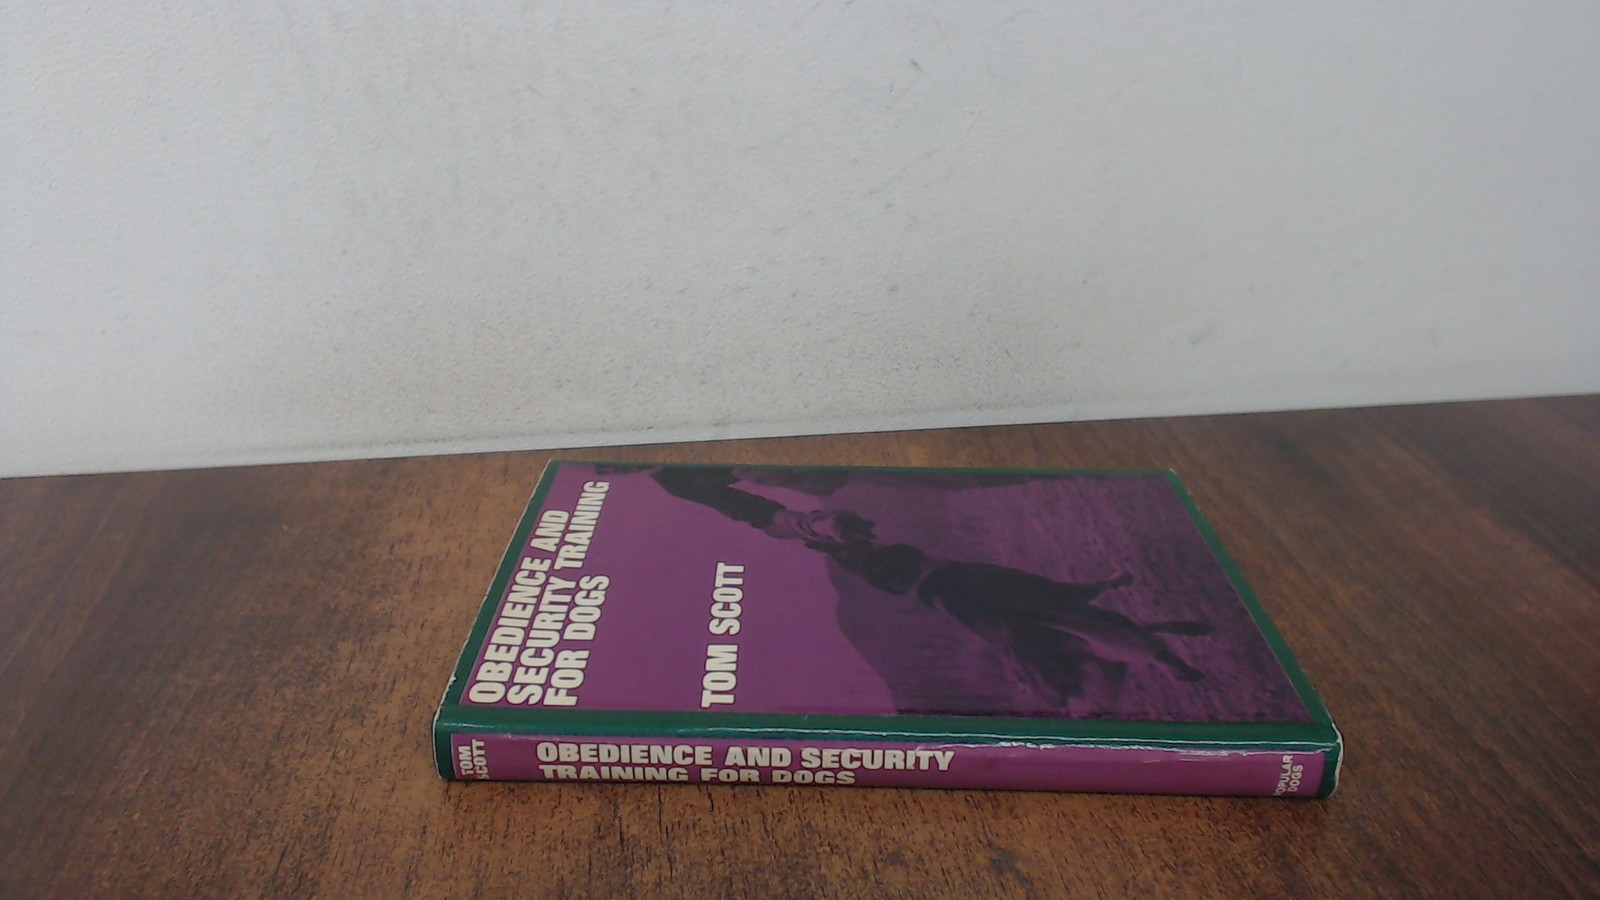 OBEDIENCE AND
SECURITY TRAINING
FOR DOGS
TOM SCOTT
TOM
SCOTT
OBEDIENCE AND SECURITY
TRAINING FOR DOGS
POPULAR
DOGS